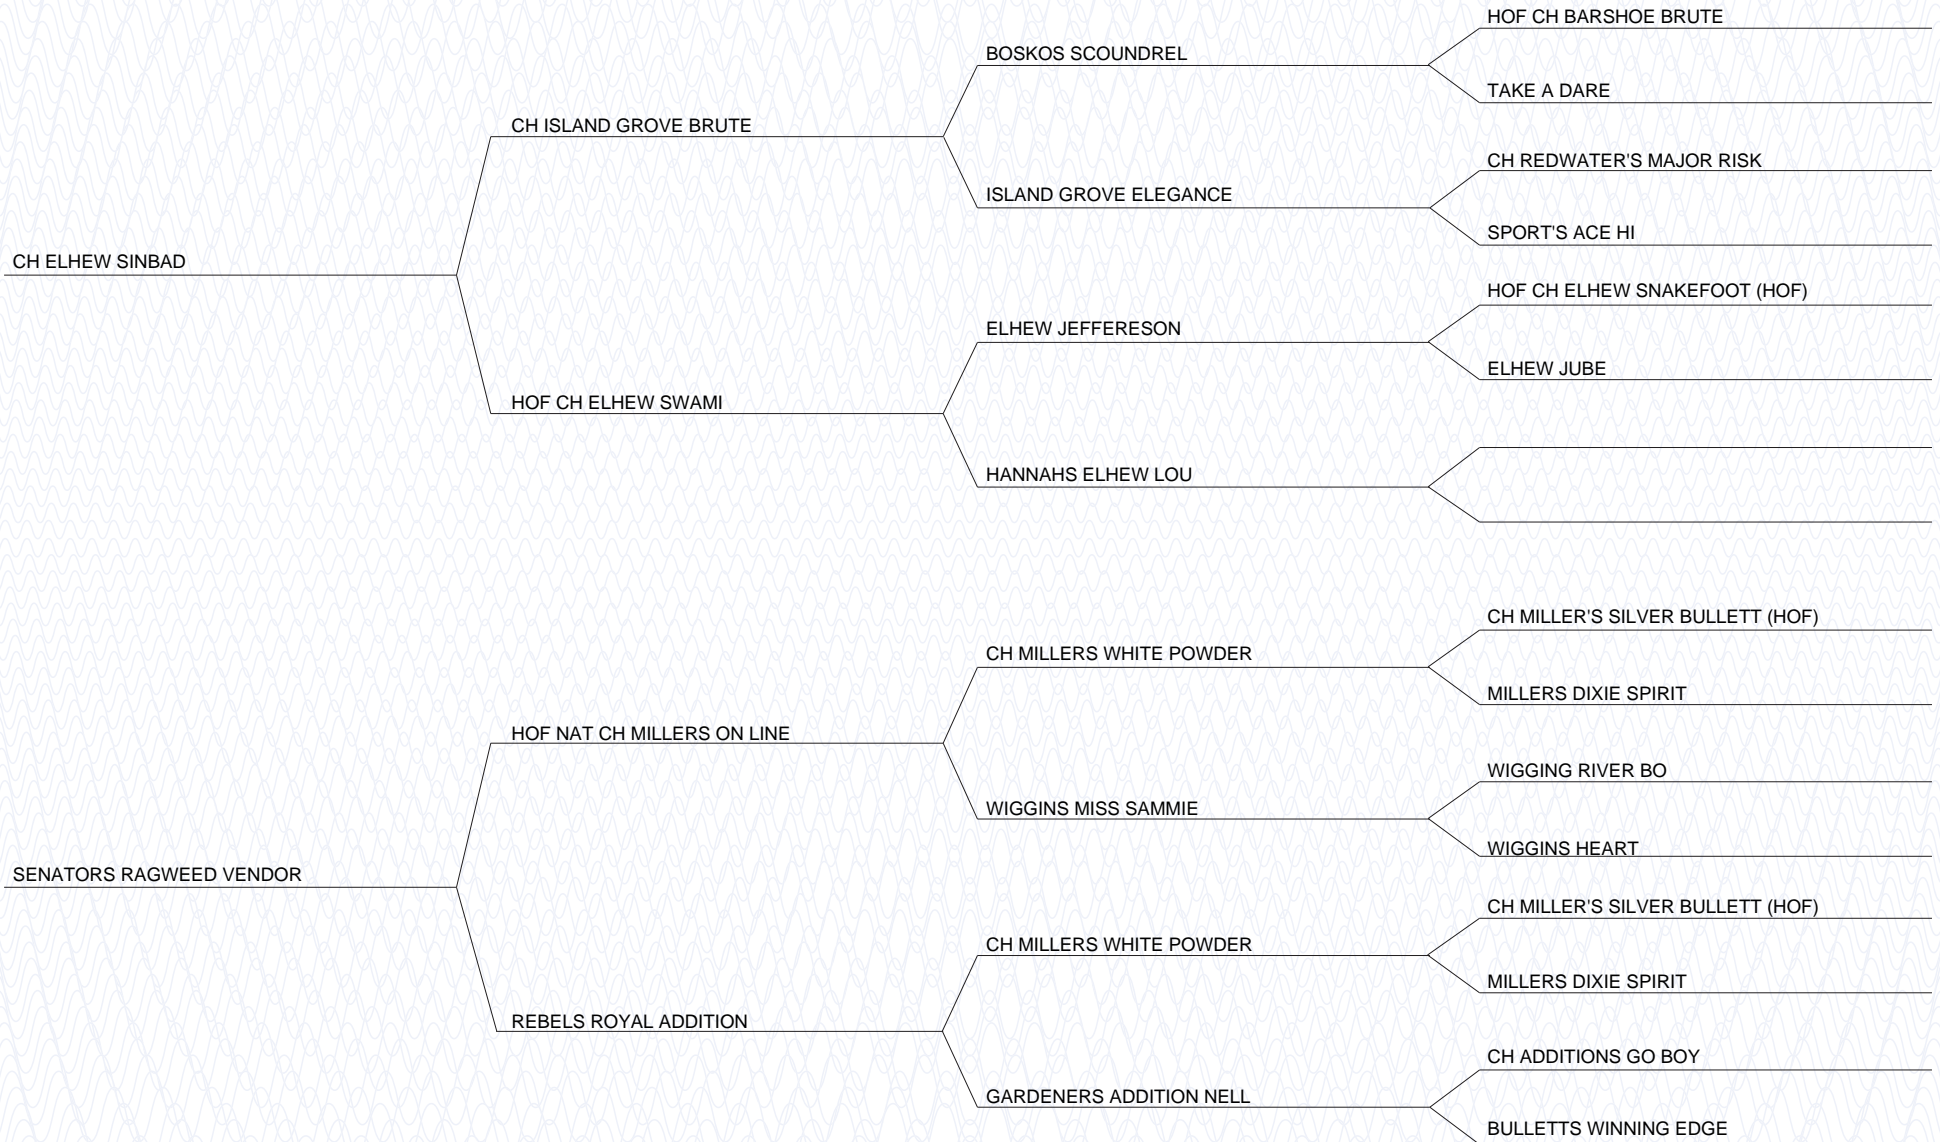 HOF CH BARSHOE BRUTE
BOSKOS SCOUNDREL
TAKE A DARE
CH ISLAND GROVE BRUTE
CH REDWATER'S MAJOR RISK
ISLAND GROVE ELEGANCE
SPORT'S ACE HI
CH ELHEW SINBAD
HOF CH ELHEW SNAKEFOOT (HOF)
ELHEW JEFFERESON
ELHEW JUBE
HOF CH ELHEW SWAMI
HANNAHS ELHEW LOU
CH MILLER'S SILVER BULLETT (HOF)
CH MILLERS WHITE POWDER
MILLERS DIXIE SPIRIT
HOF NAT CH MILLERS ON LINE
WIGGING RIVER BO
WIGGINS MISS SAMMIE
WIGGINS HEART
SENATORS RAGWEED VENDOR
CH MILLER'S SILVER BULLETT (HOF)
CH MILLERS WHITE POWDER
MILLERS DIXIE SPIRIT
REBELS ROYAL ADDITION
CH ADDITIONS GO BOY
GARDENERS ADDITION NELL
BULLETTS WINNING EDGE